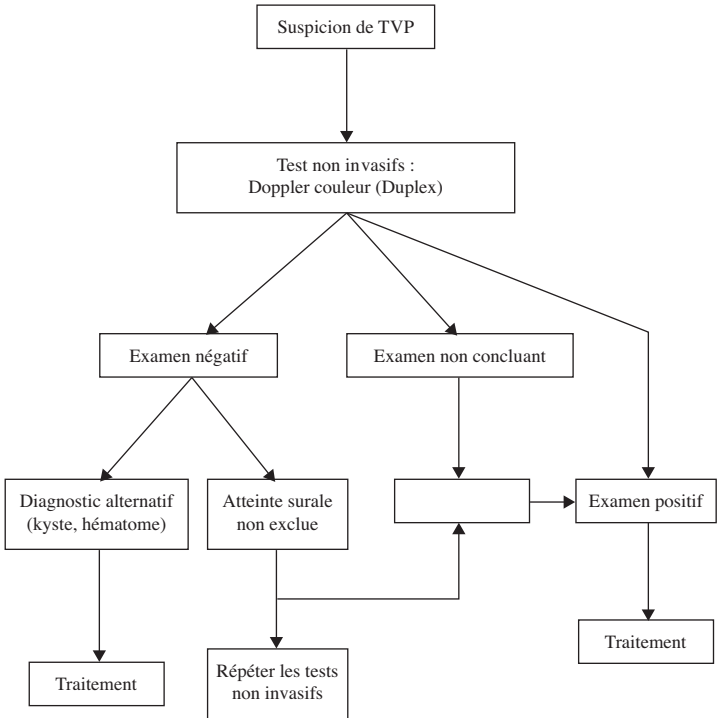 Suspicion de TVP
Test non invasifs :
Doppler couleur (Duplex)
Examen négatif
Examen non concluant
Diagnostic alternatif
(kyste, hématome)
Atteinte surale
non exclue
Examen positif
Traitement
Répéter les tests
non invasifs
Traitement